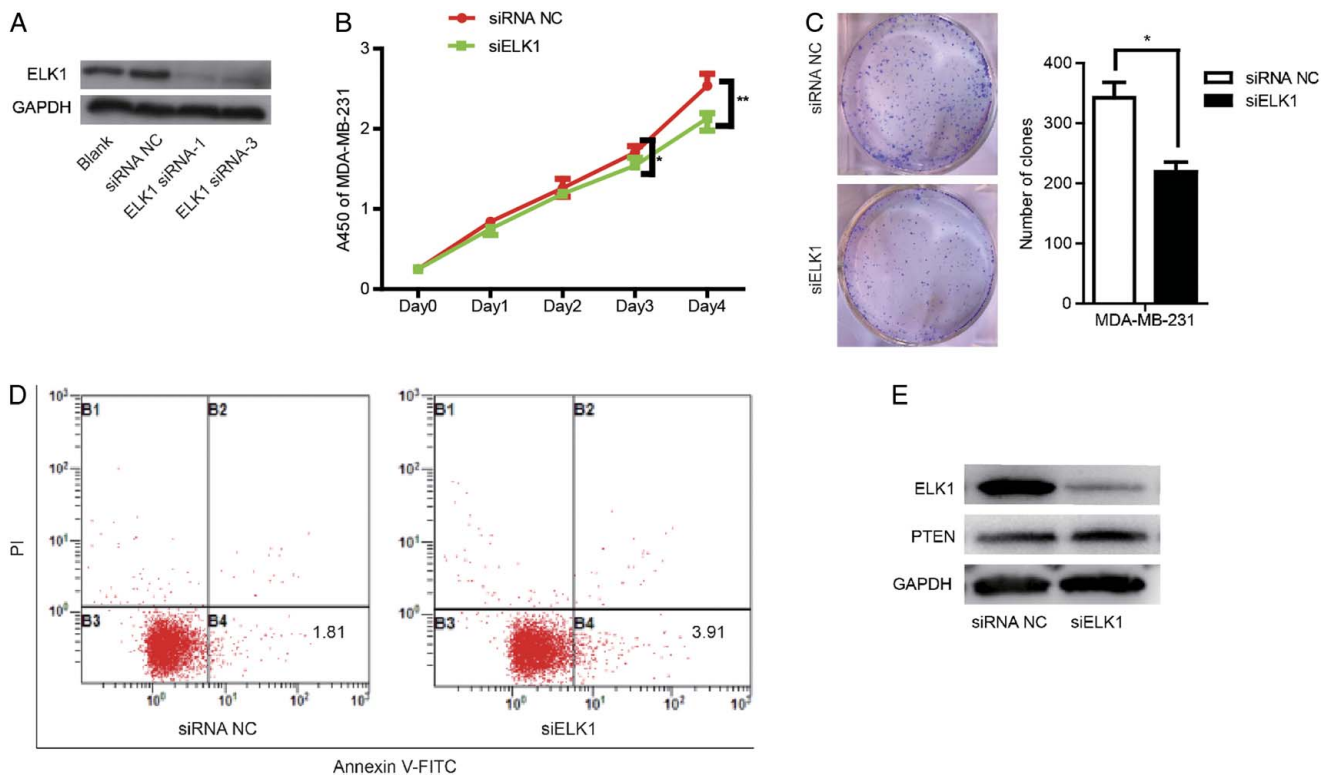 A
ELK1
GAPDH
Blank
siRNA NC
ELK1 siRNA-1
ELK1 siRNA-3
B
siRNA NC
siELK1
A450 of MDA-MB-231
3
2
1
0
Day0 Day1 Day2 Day3 Day4
*
**
C
siRNA NC
siELK1
*
siRNA NC
siELK1
Number of clones
400
300
200
100
0
MDA-MB-231
D
PI
10⁵
10²
10¹
10⁰
B1 B2
B3 B4
1.81
10⁰ 10¹ 10² 10³
siRNA NC
10³
10²
10¹
10⁰
B1 B2
B3 B4
3.91
10⁰ 10¹ 10² 10³
siELK1
Annexin V-FITC
E
ELK1
PTEN
GAPDH
siRNA NC siELK1